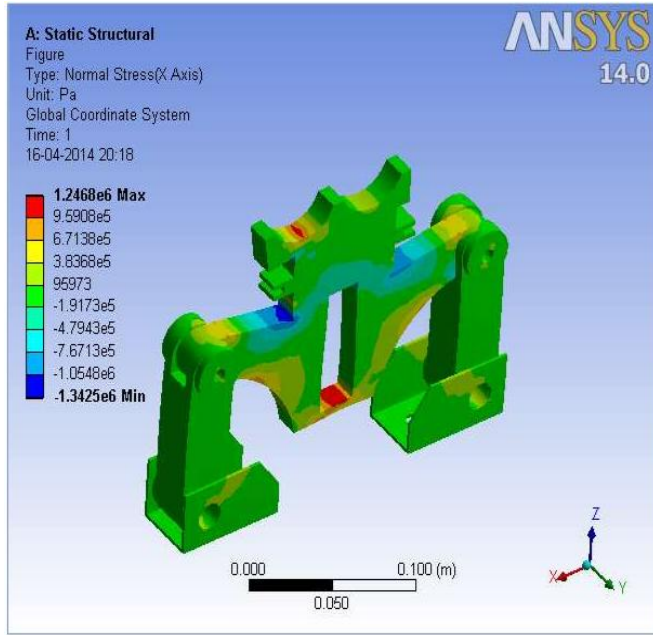 A: Static Structural
Figure
Type: Normal Stress(X Axis)
Unit: Pa
Global Coordinate System
Time: 1
16-04-2014 20:18
ANSYS
14.0
1.2468e6 Max
9.5908e5
6.7138e5
3.8368e5
95973
-1.9173e5
-4.7943e5
-7.6713e5
-1.0548e6
-1.3425e6 Min
0.000
0.100 (m)
0.050
Z
X
Y